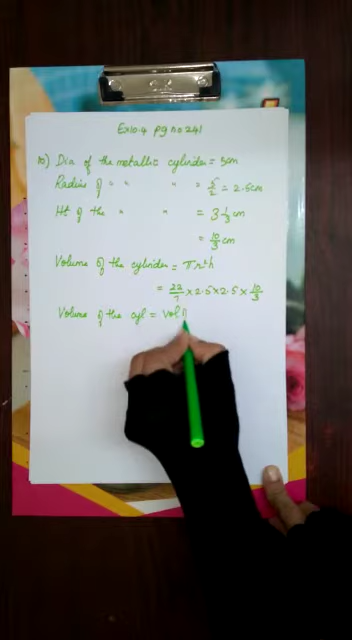 Ex10.4 pg no 241
10) Dia of the metallic cylinder = 5cm
Radius of " " " = 5/2 = 2.5cm
Ht of the " " = 3 1/3 cm
= 10/3 cm
Volume of the cylinder = πr²h
= 22/7 × 2.5 × 2.5 × 10/3
Volume of the cyl = Vol